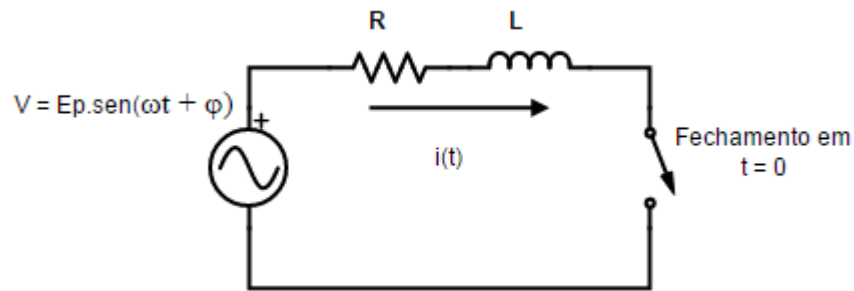 R L
V = Ep.sen(ωt + φ)
+
i(t)
Fechamento em
t = 0